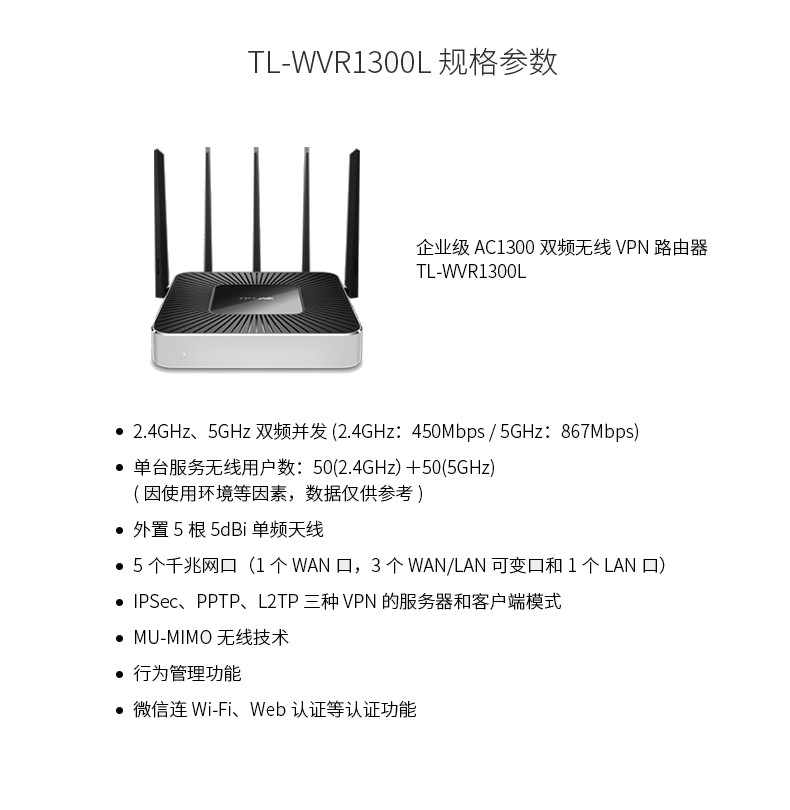 TL-WVR1300L 规格参数
TP-LINK
企业级 AC1300 双频无线 VPN 路由器
TL-WVR1300L
2.4GHz、5GHz 双频并发 (2.4GHz：450Mbps / 5GHz：867Mbps)
单台服务无线用户数：50(2.4GHz)＋50(5GHz)
( 因使用环境等因素，数据仅供参考 )
外置 5 根 5dBi 单频天线
5 个千兆网口（1 个 WAN 口，3 个 WAN/LAN 可变口和 1 个 LAN 口）
IPSec、PPTP、L2TP 三种 VPN 的服务器和客户端模式
MU-MIMO 无线技术
行为管理功能
微信连 Wi-Fi、Web 认证等认证功能